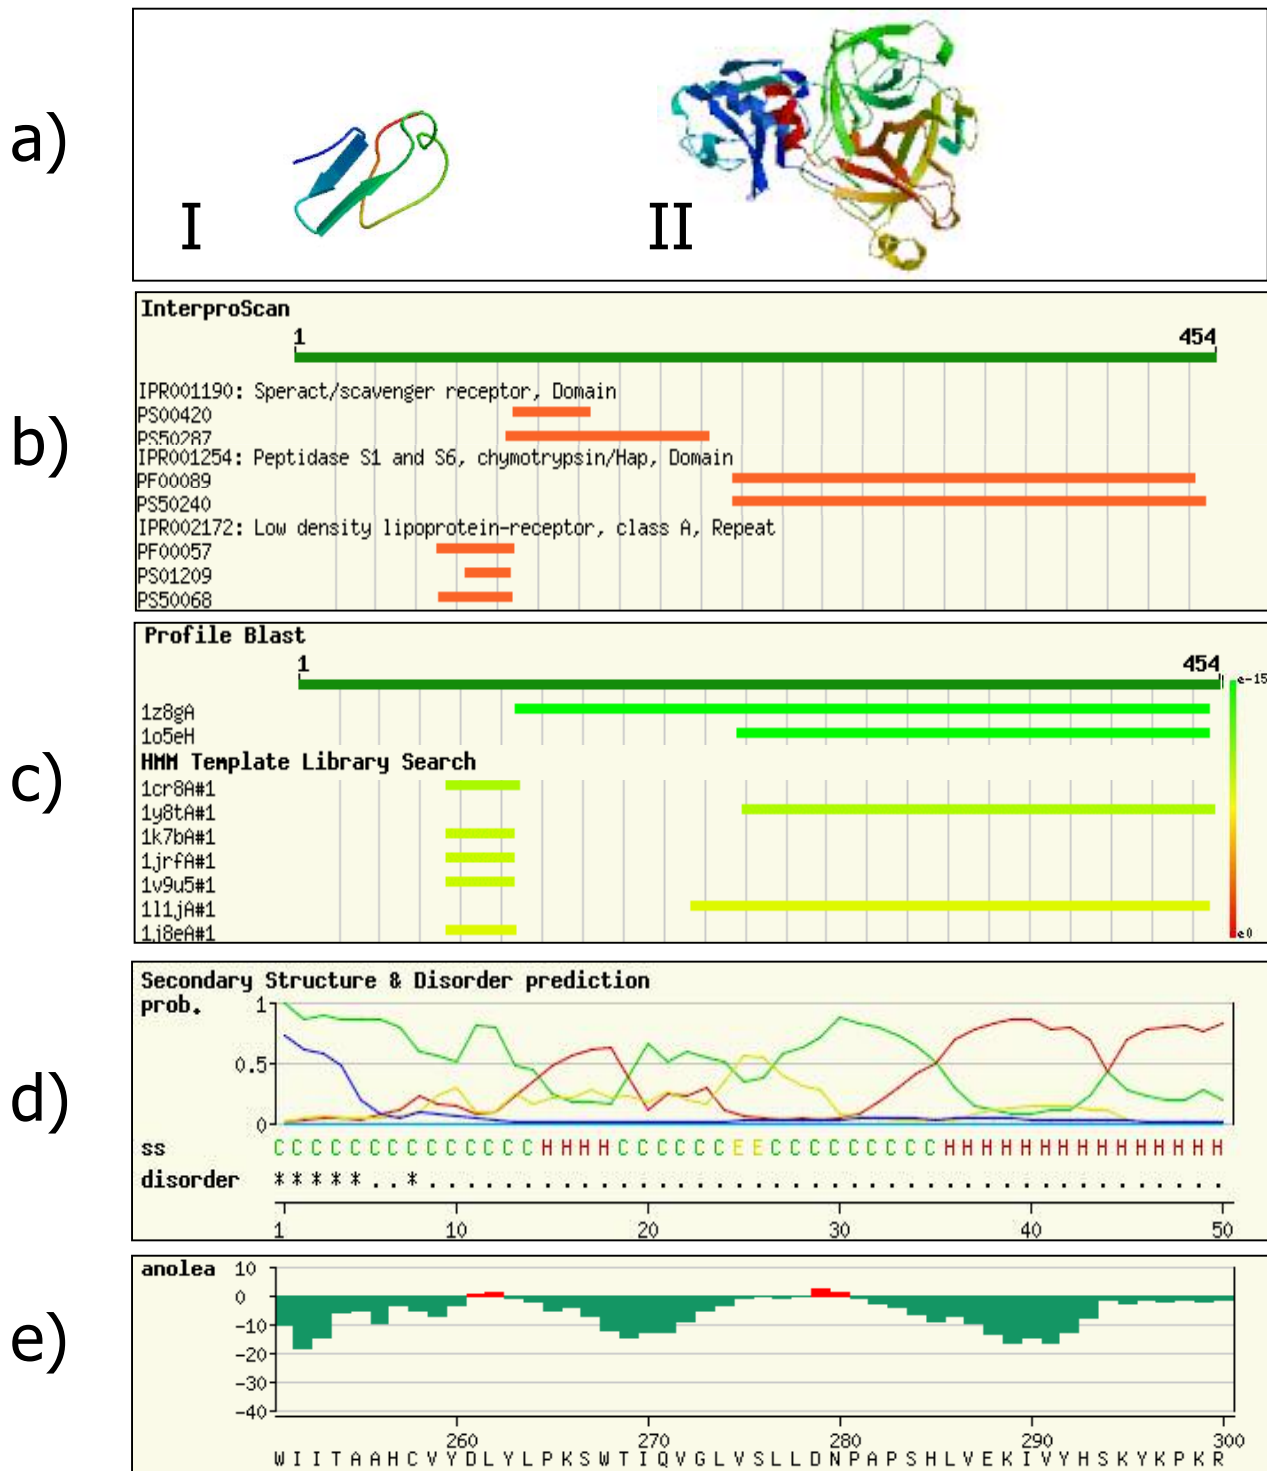 a)
I
II
b)
InterproScan
1 454
IPR001190: Speract/scavenger receptor, Domain
PS00420
PS50287
IPR001254: Peptidase S1 and S6, chymotrypsin/Hap, Domain
PF00089
PS50240
IPR002172: Low density lipoprotein-receptor, class A, Repeat
PF00057
PS01209
PS50068
c)
Profile Blast
1 454
e-15
1z8gA
1o5eH
HMM Template Library Search
1cr8A#1
1y8tA#1
1k7bA#1
1jrfA#1
1v9u5#1
1l1jA#1
1j8eA#1
e0
d)
Secondary Structure & Disorder prediction
prob.
1
0.5
0
ss C C C C C C C C C C C C C C H H H H C C C C C C E E C C C C C C C C C H H H H H H H H H H H H H H H
disorder * * * * * . . * . . . . . . . . . . . . . . . . . . . . . . . . . . . . . . . . . . . . . . . . . .
1 10 20 30 40 50
e)
anolea
10
0
-10
-20
-30
-40
260 270 280 290 300
W I I T A A H C V Y D L Y L P K S W T I Q V G L V S L L D N P A P S H L V E K I V Y H S K Y K P K R